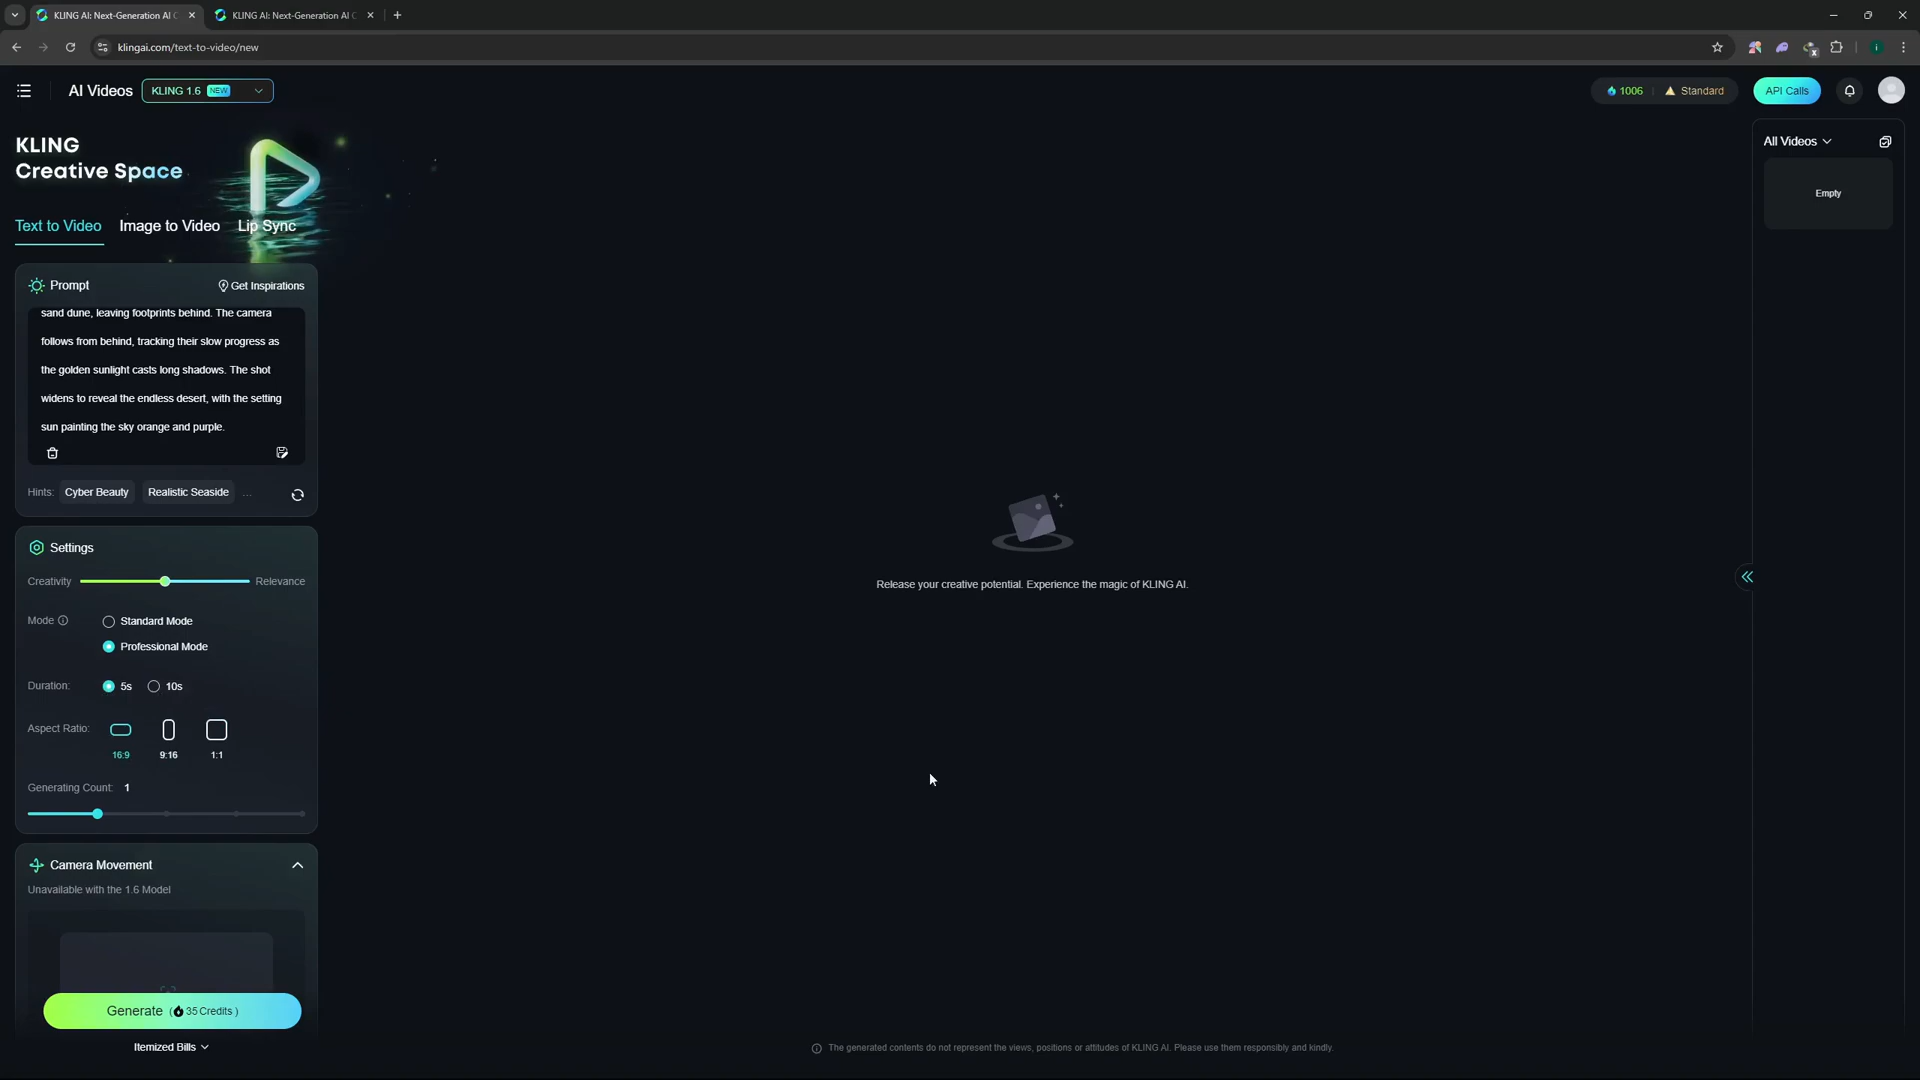 KLING AI: Next-Generation AI C
KLING AI: Next-Generation AI C
klingai.com/text-to-video/new
i
AI Videos
KLING 1.6 NEW
1006
Standard
API Calls
KLING
Creative Space
Text to Video
Image to Video
Lip Sync
Prompt
Get Inspirations
sand dune, leaving footprints behind. The camera
follows from behind, tracking their slow progress as
the golden sunlight casts long shadows. The shot
widens to reveal the endless desert, with the setting
sun painting the sky orange and purple.
Hints: Cyber Beauty Realistic Seaside ...
Settings
Creativity
Relevance
Mode
Standard Mode
Professional Mode
Duration: 5s 10s
Aspect Ratio:
16:9 9:16 1:1
Generating Count: 1
Camera Movement
Unavailable with the 1.6 Model
Generate ( 35 Credits )
Itemized Bills
Release your creative potential. Experience the magic of KLING AI.
The generated contents do not represent the views, positions or attitudes of KLING AI. Please use them responsibly and kindly.
All Videos
Empty